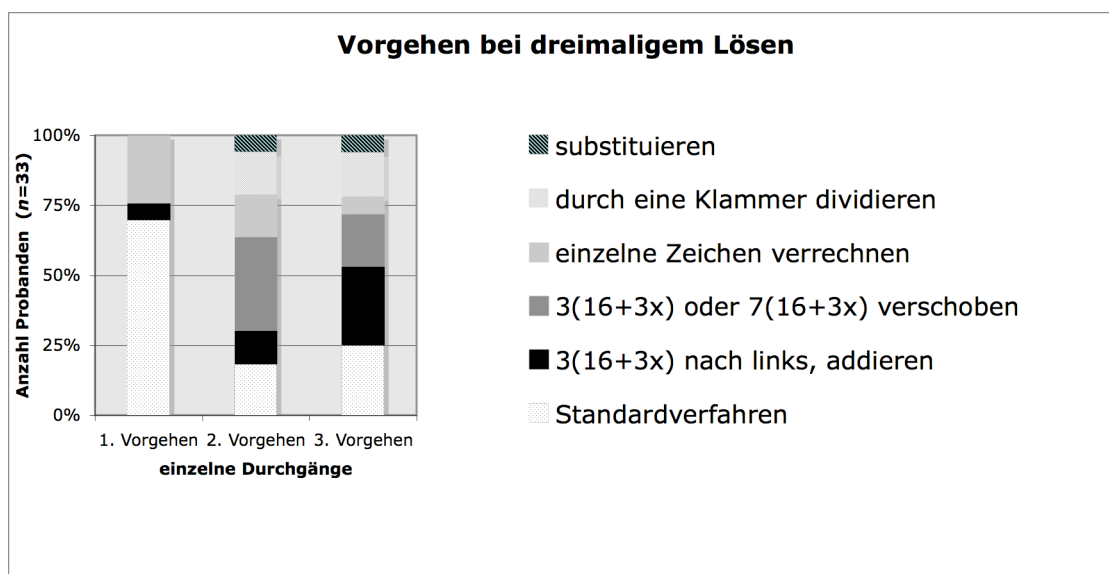 Vorgehen bei dreimaligem Lösen
Anzahl Probanden (n=33)
100%
75%
50%
25%
0%
1. Vorgehen 2. Vorgehen 3. Vorgehen
einzelne Durchgänge
substituieren
durch eine Klammer dividieren
einzelne Zeichen verrechnen
3(16+3x) oder 7(16+3x) verschoben
3(16+3x) nach links, addieren
Standardverfahren